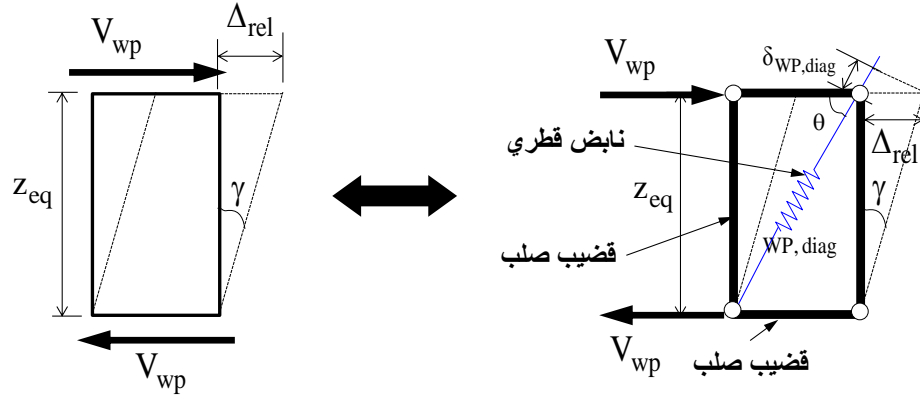 V_wp
Δ_rel
z_eq
γ
V_wp
V_wp
δ_WP,diag
θ
Δ_rel
نابض قطري
z_eq
γ
قضيب صلب
WP, diag
V_wp
قضيب صلب